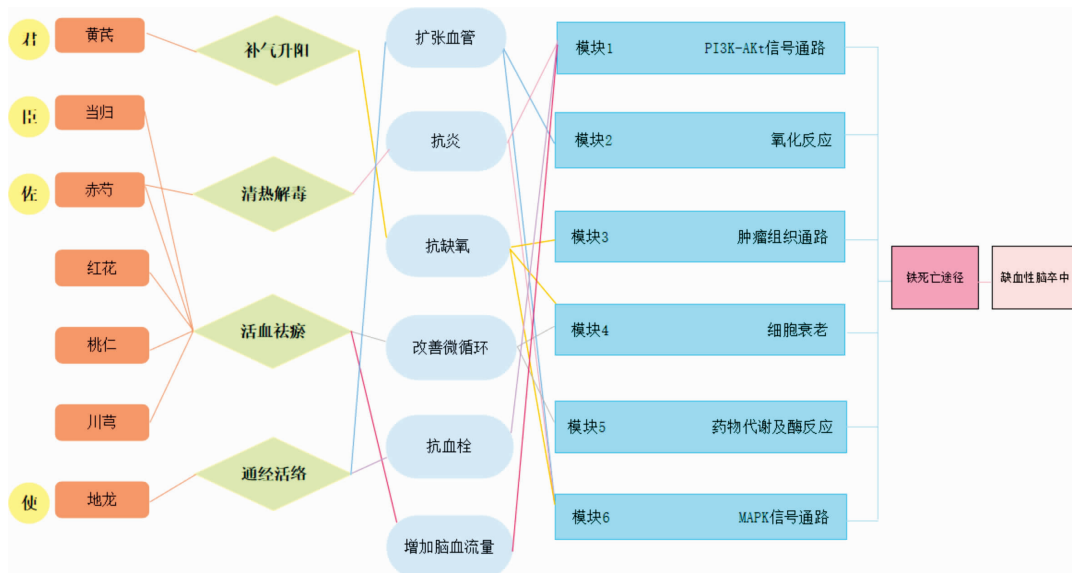 君
黄芪
臣
当归
佐
赤芍
红花
桃仁
川芎
使
地龙
补气升阳
清热解毒
活血祛瘀
通经活络
扩张血管
抗炎
抗缺氧
改善微循环
抗血栓
增加脑血流量
模块1 PI3K-AKt信号通路
模块2 氧化反应
模块3 肿瘤组织通路
模块4 细胞衰老
模块5 药物代谢及酶反应
模块6 MAPK信号通路
铁死亡途径
缺血性脑卒中